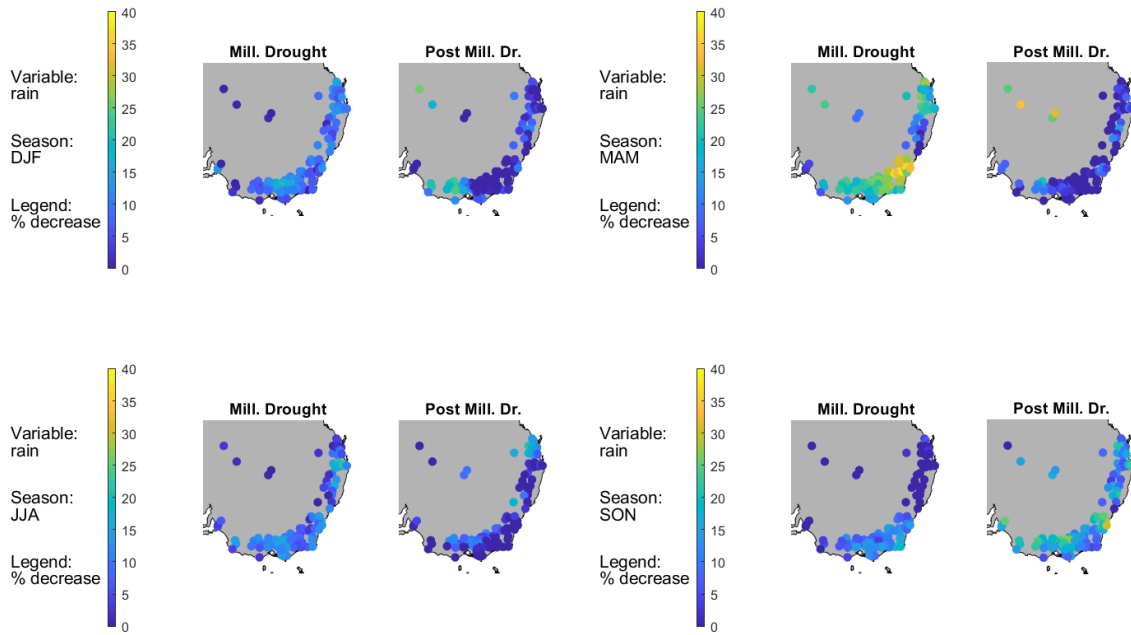 40
35
30
25
20
15
10
5
0
Variable:
rain
Season:
DJF
Legend:
% decrease
Mill. Drought
Post Mill. Dr.
40
35
30
25
20
15
10
5
0
Variable:
rain
Season:
MAM
Legend:
% decrease
Mill. Drought
Post Mill. Dr.
40
35
30
25
20
15
10
5
0
Variable:
rain
Season:
JJA
Legend:
% decrease
Mill. Drought
Post Mill. Dr.
40
35
30
25
20
15
10
5
0
Variable:
rain
Season:
SON
Legend:
% decrease
Mill. Drought
Post Mill. Dr.